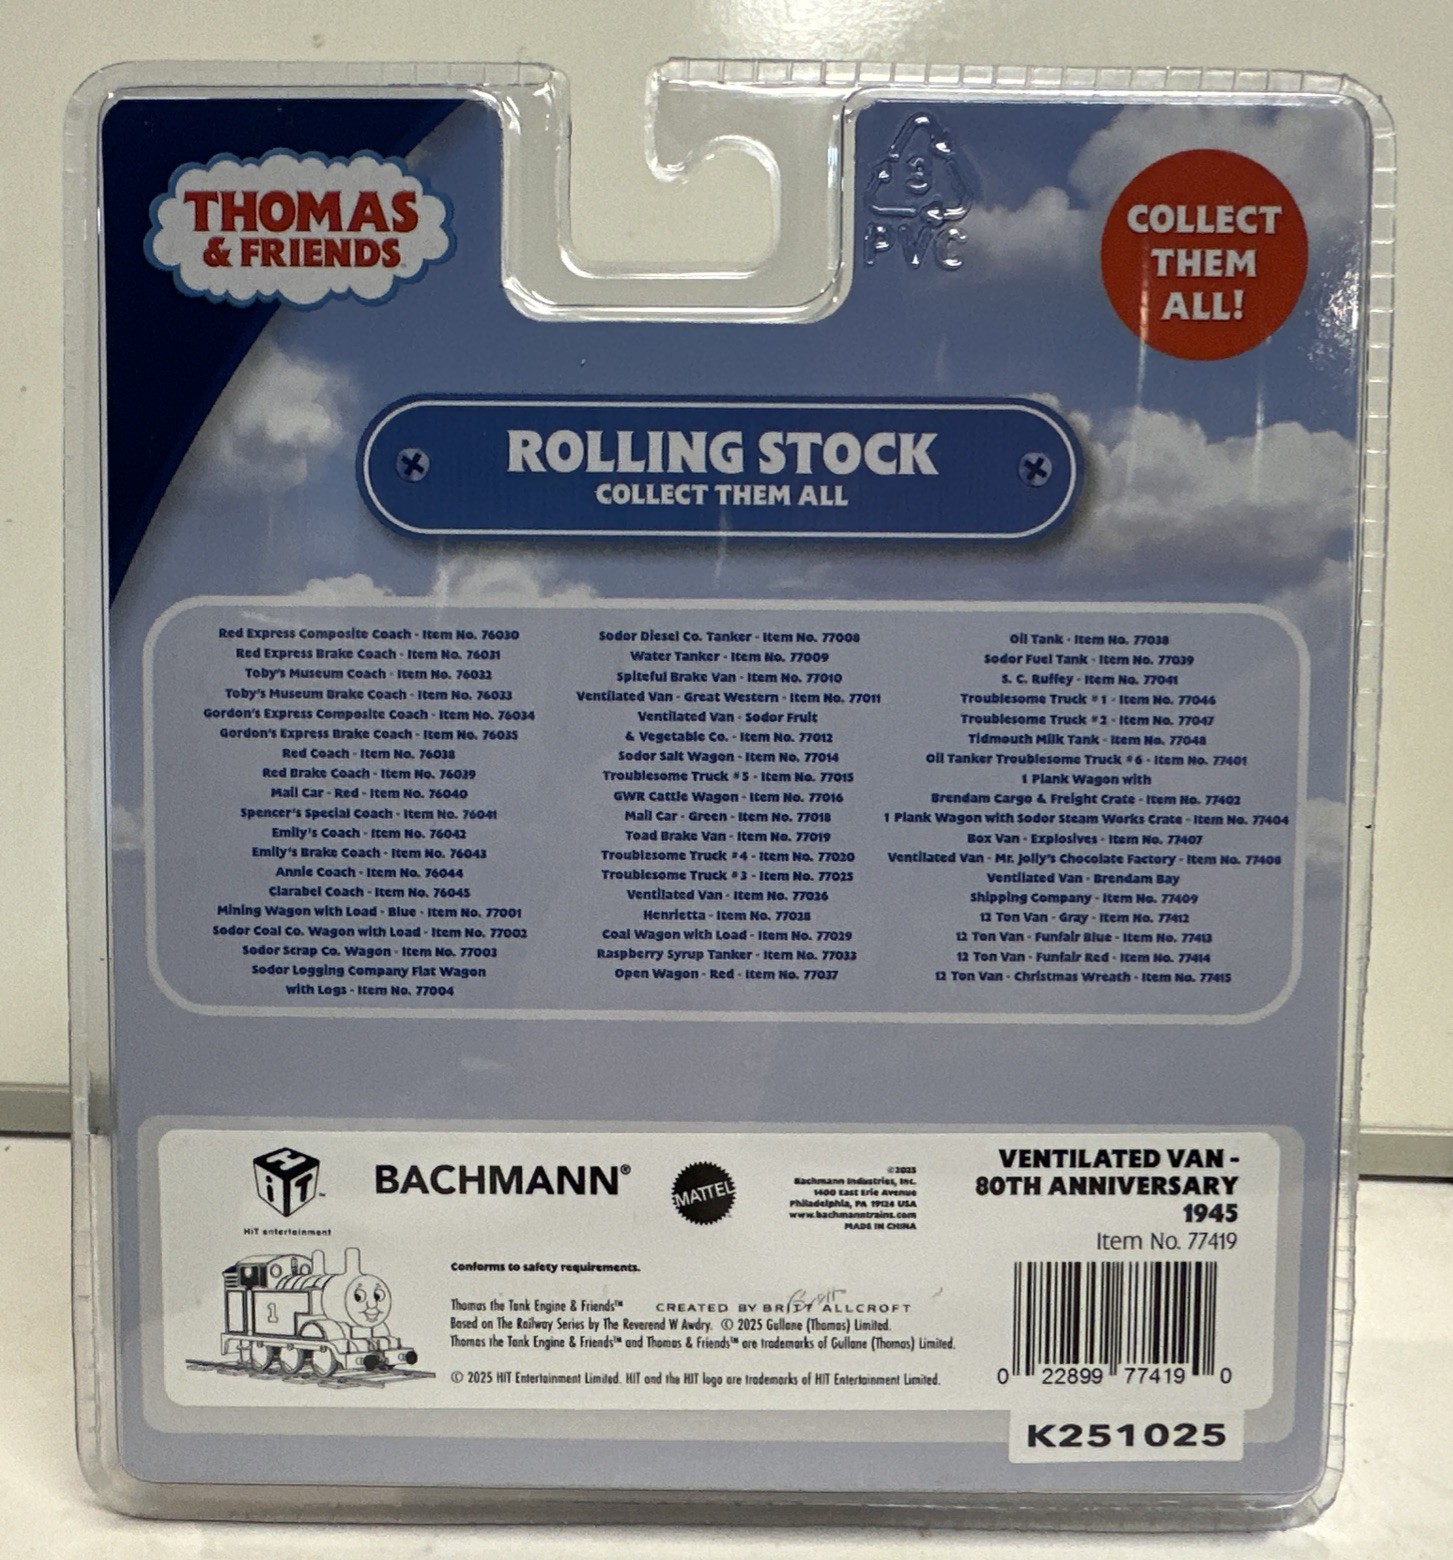 THOMAS
& FRIENDS
3
PVC
COLLECT
THEM
ALL!
ROLLING STOCK
COLLECT THEM ALL
Red Express Composite Coach - Item No. 76030
Red Express Brake Coach - Item No. 76031
Toby's Museum Coach - Item No. 76032
Toby's Museum Brake Coach - Item No. 76033
Gordon's Express Composite Coach - Item No. 76034
Gordon's Express Brake Coach - Item No. 76035
Red Coach - Item No. 76038
Red Brake Coach - Item No. 76039
Mail Car - Red - Item No. 76040
Spencer's Special Coach - Item No. 76041
Emily's Coach - Item No. 76042
Emily's Brake Coach - Item No. 76043
Annie Coach - Item No. 76044
Clarabel Coach - Item No. 76045
Mining Wagon with Load - Blue - Item No. 77001
Sodor Coal Co. Wagon with Load - Item No. 77002
Sodor Scrap Co. Wagon - Item No. 77003
Sodor Logging Company Flat Wagon
with Logs - Item No. 77004
Sodor Diesel Co. Tanker - Item No. 77008
Water Tanker - Item No. 77009
Spiteful Brake Van - Item No. 77010
Ventilated Van - Great Western - Item No. 77011
Ventilated Van - Sodor Fruit
& Vegetable Co. - Item No. 77012
Sodor Salt Wagon - Item No. 77014
Troublesome Truck #5 - Item No. 77015
GWR Cattle Wagon - Item No. 77016
Mail Car - Green - Item No. 77018
Toad Brake Van - Item No. 77019
Troublesome Truck #4 - Item No. 77020
Troublesome Truck #3 - Item No. 77025
Ventilated Van - Item No. 77026
Henrietta - Item No. 77028
Coal Wagon with Load - Item No. 77029
Raspberry Syrup Tanker - Item No. 77033
Open Wagon - Red - Item No. 77037
Oil Tank - Item No. 77038
Sodor Fuel Tank - Item No. 77039
S. C. Ruffey - Item No. 77041
Troublesome Truck #1 - Item No. 77046
Troublesome Truck #2 - Item No. 77047
Tidmouth Milk Tank - Item No. 77048
Oil Tanker Troublesome Truck #6 - Item No. 77401
1 Plank Wagon with
Brendam Cargo & Freight Crate - Item No. 77402
1 Plank Wagon with Sodor Steam Works Crate - Item No. 77404
Box Van - Explosives - Item No. 77407
Ventilated Van - Mr. Jolly's Chocolate Factory - Item No. 77408
Ventilated Van - Brendam Bay
Shipping Company - Item No. 77409
12 Ton Van - Gray - Item No. 77412
12 Ton Van - Funfair Blue - Item No. 77413
12 Ton Van - Funfair Red - Item No. 77414
12 Ton Van - Christmas Wreath - Item No. 77415
HiT™
HiT entertainment
BACHMANN®
MATTEL
©2025
Bachmann Industries, Inc.
1400 East Erie Avenue
Philadelphia, PA 19124 USA
www.bachmanntrains.com
MADE IN CHINA
VENTILATED VAN -
80TH ANNIVERSARY
1945
Item No. 77419
1
Conforms to safety requirements.
Thomas the Tank Engine & Friends™ CREATED BY BRITT ALLCROFT
Based on The Railway Series by The Reverend W Awdry. © 2025 Gullane (Thomas) Limited.
Thomas the Tank Engine & Friends™ and Thomas & Friends™ are trademarks of Gullane (Thomas) Limited.
© 2025 HIT Entertainment Limited. HIT and the HIT logo are trademarks of HIT Entertainment Limited.
0 22899 77419 0
K251025